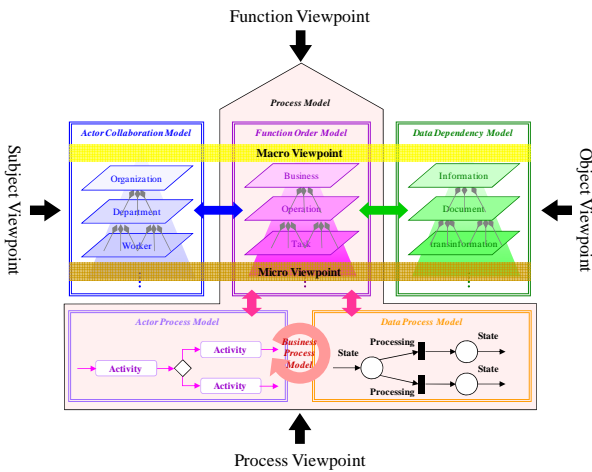 Function Viewpoint
Process Model
Actor Collaboration Model
Function Order Model
Data Dependency Model
Macro Viewpoint
Organization
Business
Information
Subject Viewpoint
Object Viewpoint
Department
Operation
Document
Worker
Task
transinformation
Micro Viewpoint
Actor Process Model
Data Process Model
Business
Process
Model
Activity
Activity
Activity
State
Processing
State
Processing
State
Process Viewpoint